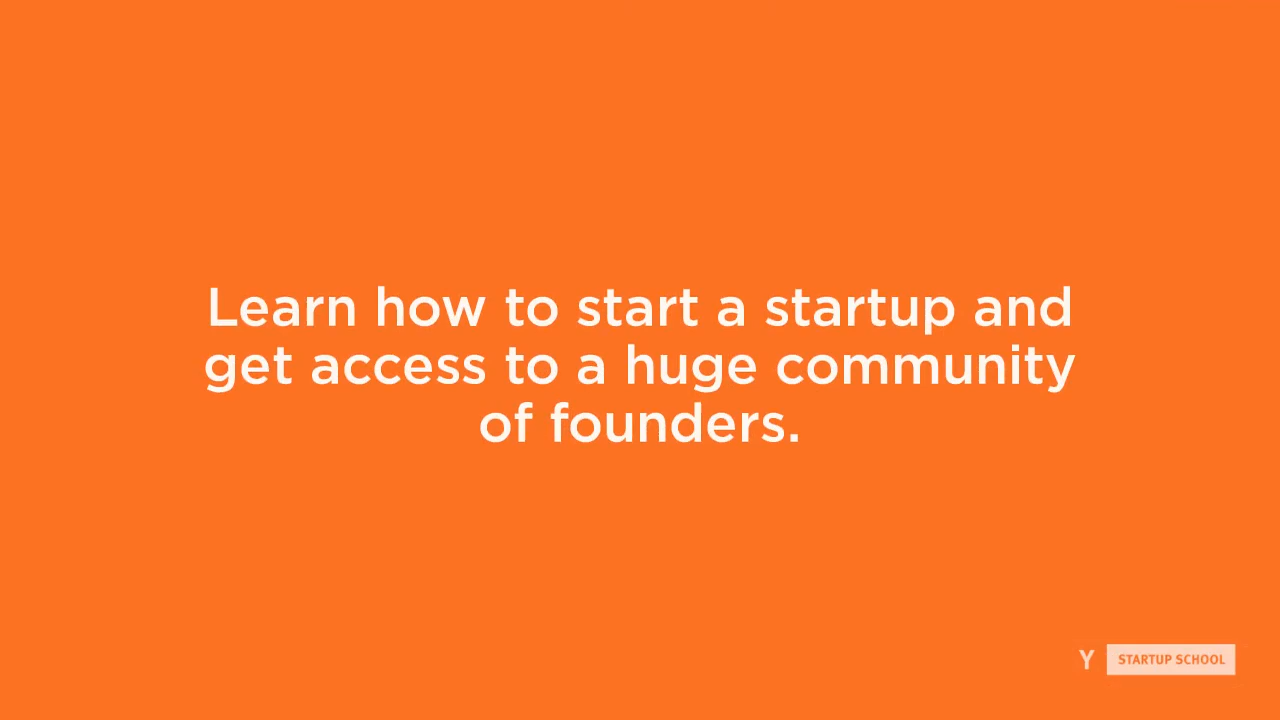 Learn how to start a startup and
get access to a huge community
of founders.
Y STARTUP SCHOOL